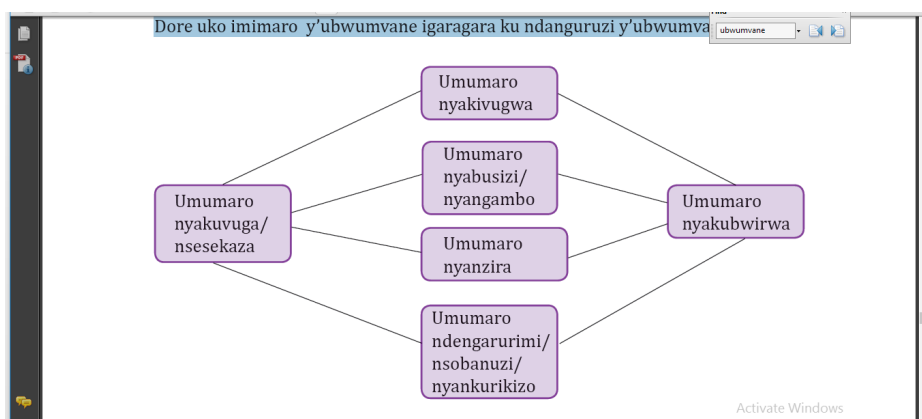 Dore uko imimaro y'ubwumvane igaragara ku ndanguruzi y'ubwumva
ubwumvane
Umumaro
nyakivugwa
Umumaro
nyabusizi/
nyangambo
Umumaro
nyakuvuga/
nsesekaza
Umumaro
nyakubwirwa
Umumaro
nyanzira
Umumaro
ndengarurimi/
nsobanuzi/
nyankurikizo
Activate Windows